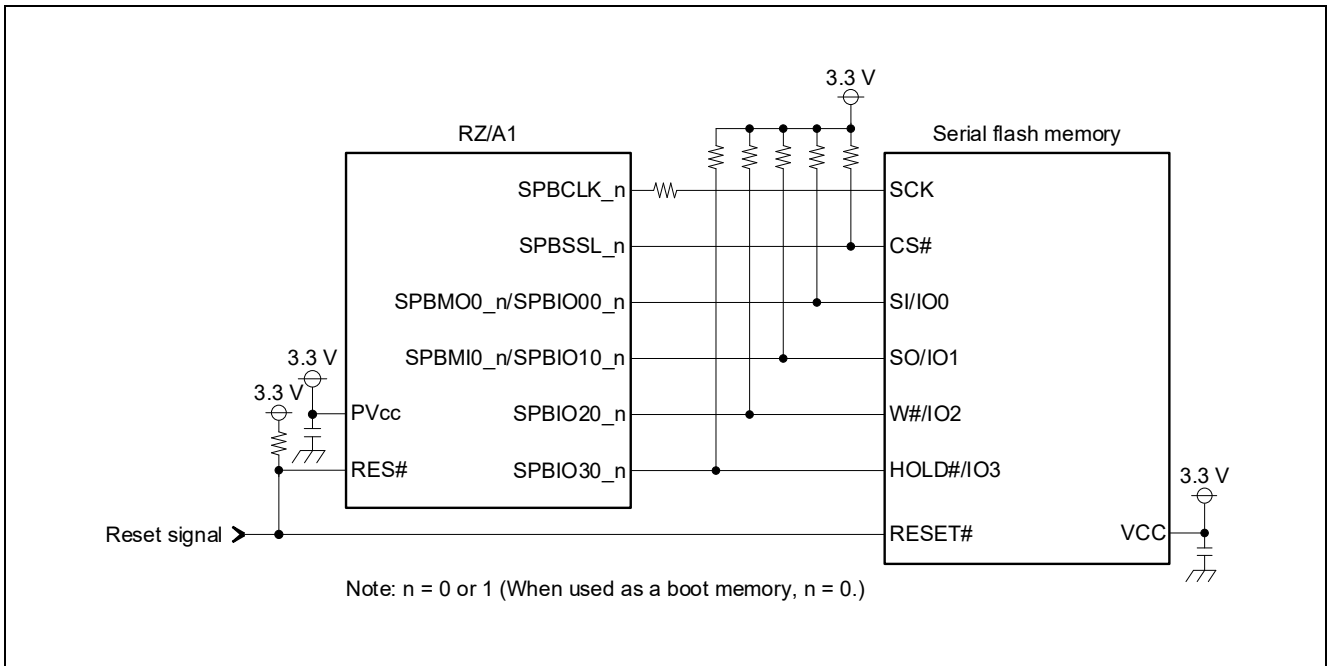 3.3 V
RZ/A1
Serial flash memory
SPBCLK_n
SCK
SPBSSL_n
CS#
SPBMO0_n/SPBIO00_n
SI/IO0
3.3 V
SPBMI0_n/SPBIO10_n
SO/IO1
3.3 V
PVcc
SPBIO20_n
W#/IO2
RES#
SPBIO30_n
HOLD#/IO3
3.3 V
Reset signal
RESET#
VCC
Note: n = 0 or 1 (When used as a boot memory, n = 0.)